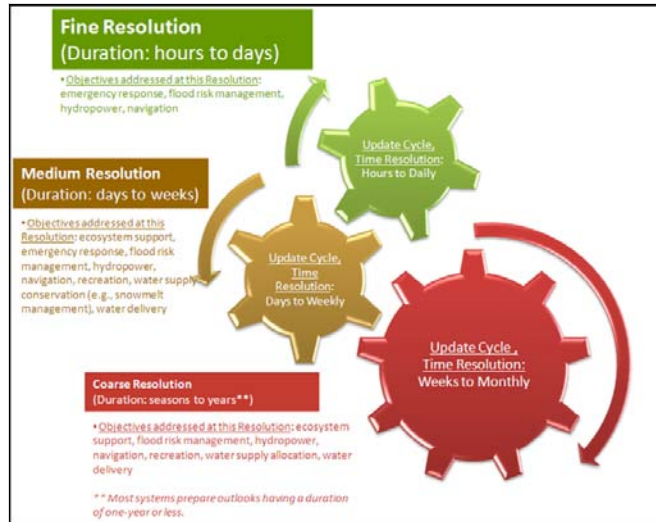 Fine Resolution
(Duration: hours to days)
•Objectives addressed at this Resolution:
emergency response, flood risk management,
hydropower, navigation
Update Cycle,
Time Resolution:
Hours to Daily
Medium Resolution
(Duration: days to weeks)
•Objectives addressed at this
Resolution: ecosystem support,
emergency response, flood risk
management, hydropower,
navigation, recreation, water supply
conservation (e.g., snowmelt
management), water delivery
Update Cycle,
Time
Resolution:
Days to Weekly
Update Cycle ,
Time Resolution:
Weeks to Monthly
Coarse Resolution
(Duration: seasons to years**)
•Objectives addressed at this Resolution: ecosystem
support, flood risk management, hydropower,
navigation, recreation, water supply allocation, water
delivery
** Most systems prepare outlooks having a duration
of one-year or less.